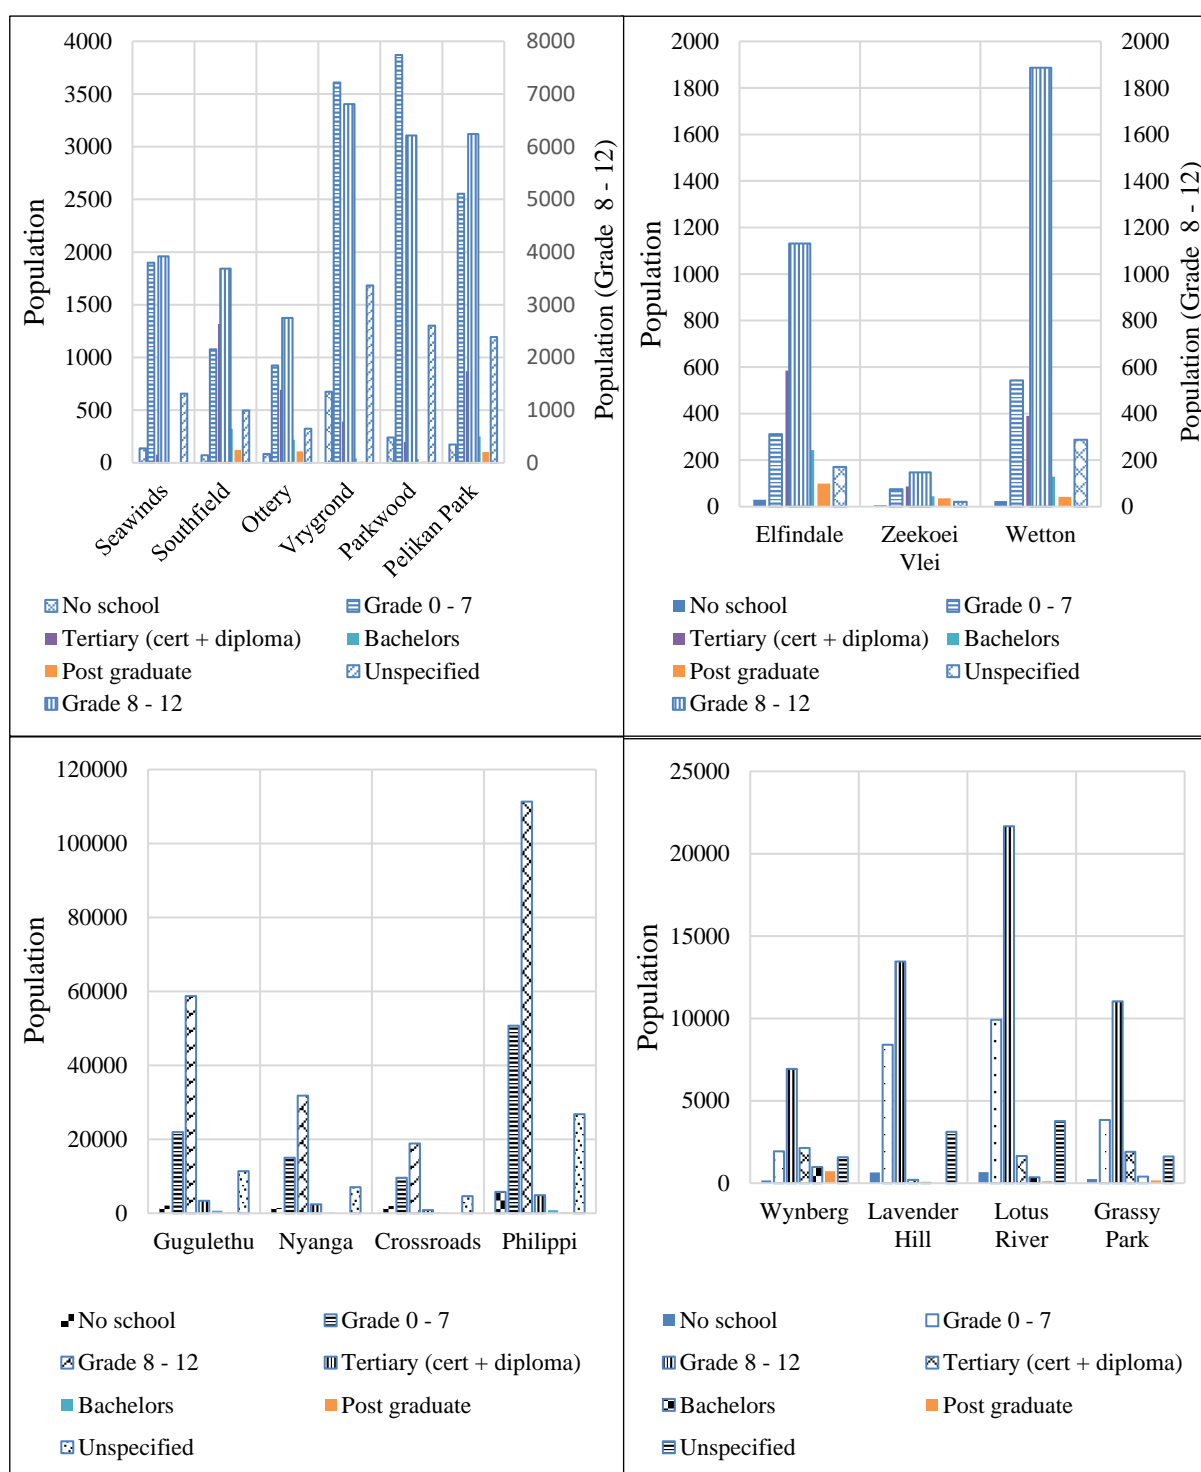 4000
3500
3000
2500
2000
1500
1000
500
0
Population
8000
7000
6000
5000
4000
3000
2000
1000
0
Population (Grade 8 - 12)
Seawinds
Southfield
Ottery
Vrygrond
Parkwood
Pelikan Park
No school
Grade 0 - 7
Tertiary (cert + diploma)
Bachelors
Post graduate
Unspecified
Grade 8 - 12
2000
1800
1600
1400
1200
1000
800
600
400
200
0
Population
2000
1800
1600
1400
1200
1000
800
600
400
200
0
Population (Grade 8 - 12)
Elfindale
Zeekoei
Vlei
Wetton
No school
Grade 0 - 7
Tertiary (cert + diploma)
Bachelors
Post graduate
Unspecified
Grade 8 - 12
120000
100000
80000
60000
40000
20000
0
Population
Gugulethu
Nyanga
Crossroads
Philippi
No school
Grade 0 - 7
Grade 8 - 12
Tertiary (cert + diploma)
Bachelors
Post graduate
Unspecified
25000
20000
15000
10000
5000
0
Population
Wynberg
Lavender
Hill
Lotus
River
Grassy
Park
No school
Grade 0 - 7
Grade 8 - 12
Tertiary (cert + diploma)
Bachelors
Post graduate
Unspecified